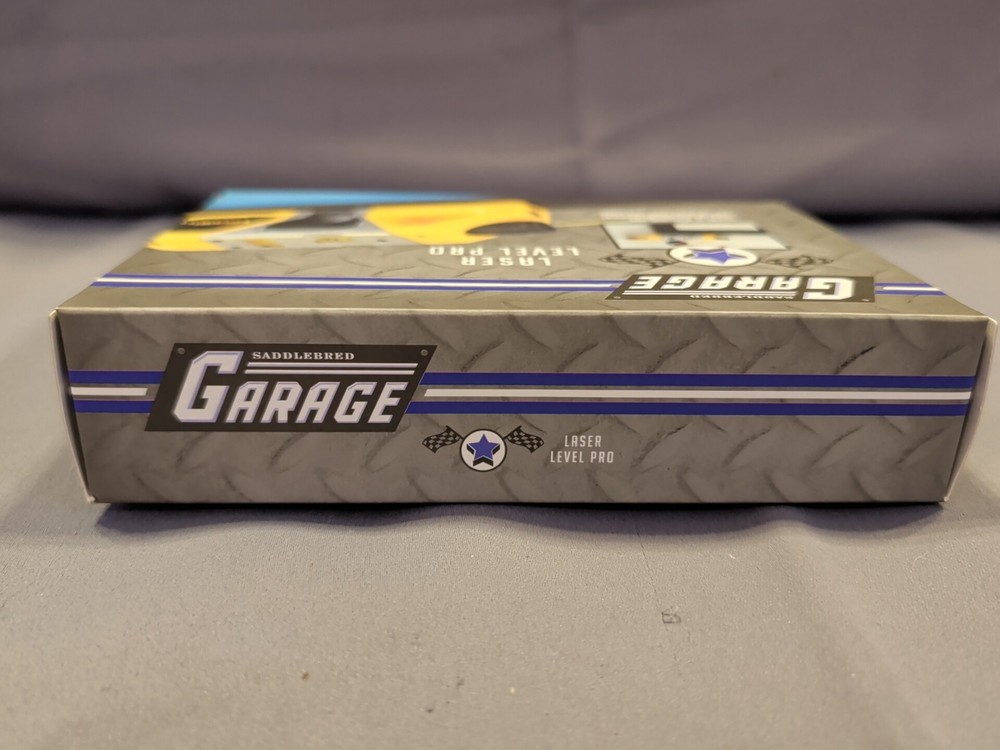 LASER
LEVEL PRO
SADDLEBRED
GARAGE
SADDLEBRED
GARAGE
LASER
LEVEL PRO